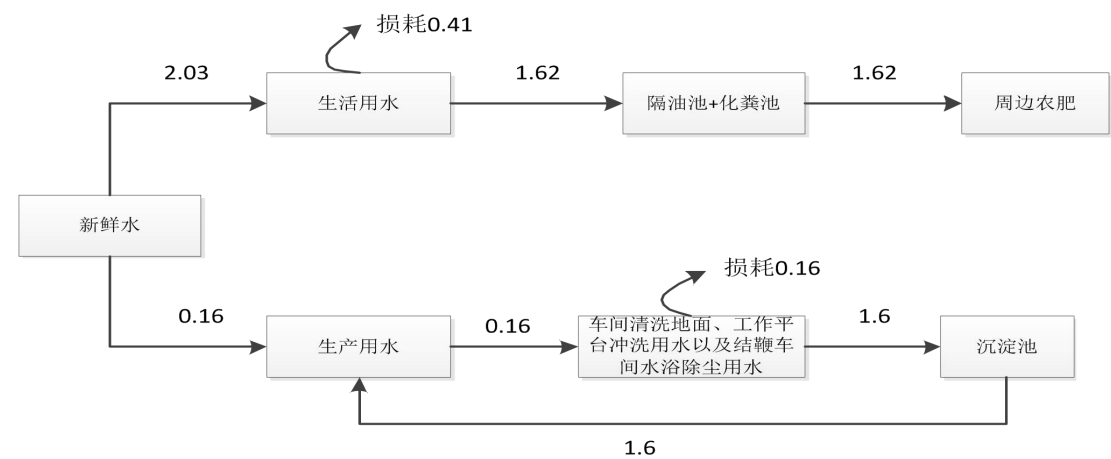 损耗0.41
2.03
生活用水
1.62
隔油池+化粪池
1.62
周边农肥
新鲜水
损耗0.16
0.16
生产用水
0.16
车间清洗地面、工作平
台冲洗用水以及结鞭车
间水浴除尘用水
1.6
沉淀池
1.6